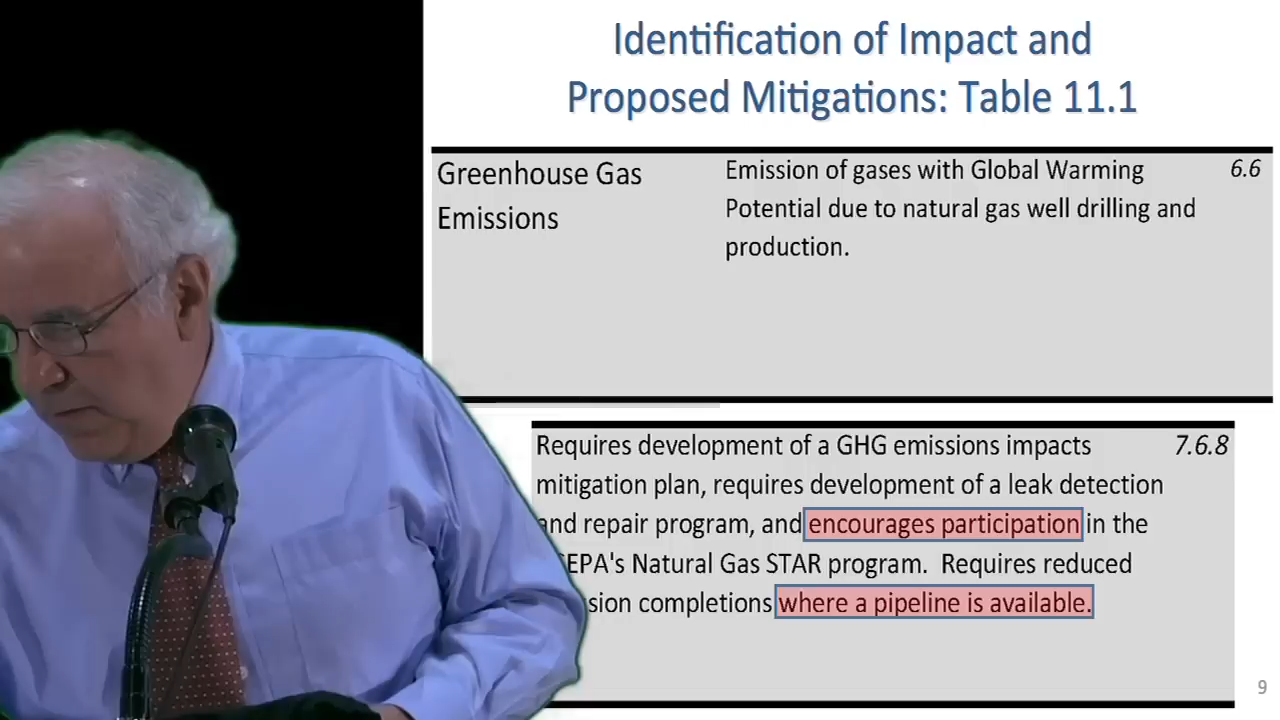 Identification of Impact and
Proposed Mitigations: Table 11.1
Greenhouse Gas
Emissions
Emission of gases with Global Warming
Potential due to natural gas well drilling and
production.
6.6
Requires development of a GHG emissions impacts
mitigation plan, requires development of a leak detection
and repair program, and encourages participation in the
EPA's Natural Gas STAR program. Requires reduced
sion completions where a pipeline is available.
7.6.8
9